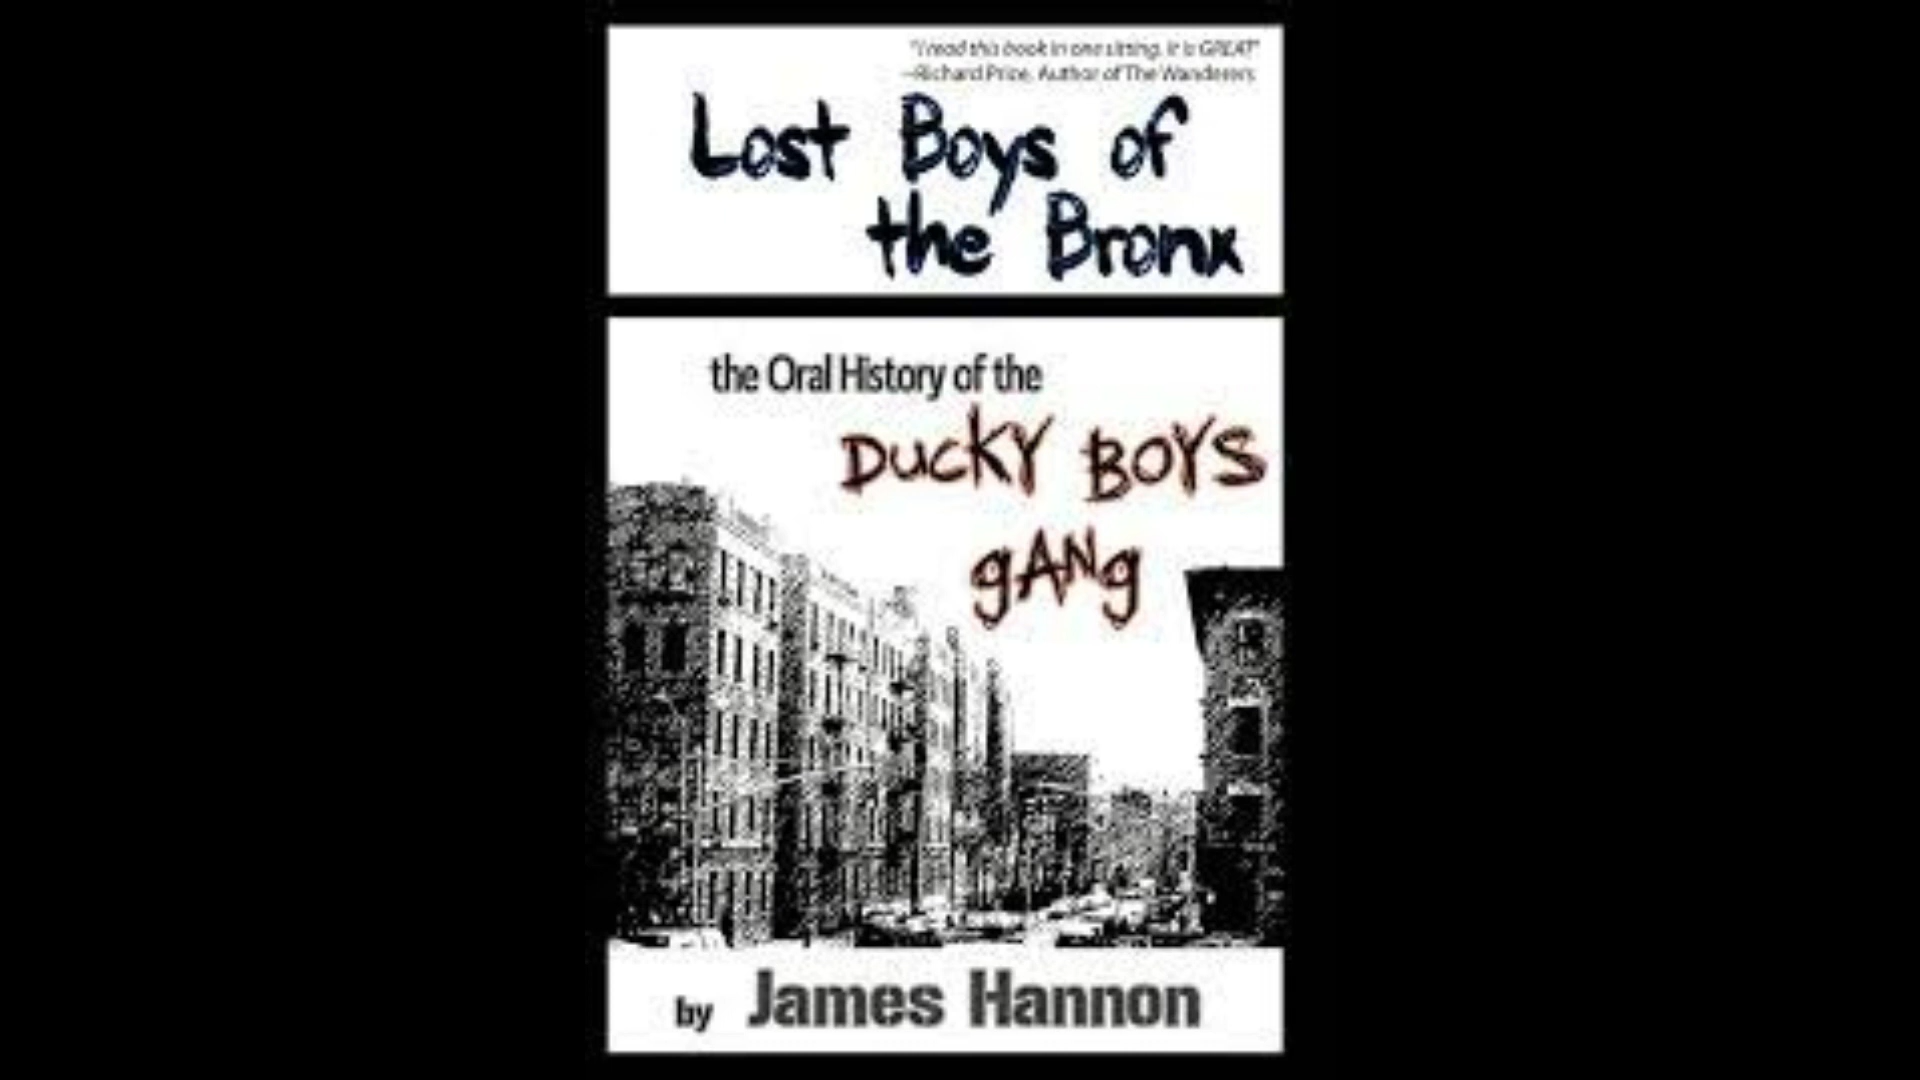 "I read this book in one sitting. It is GREAT"
—Richard Price, Author of The Wanderers
Lost Boys of
the Bronx
the Oral History of the
DUCKY BOYS
gANg
by James Hannon